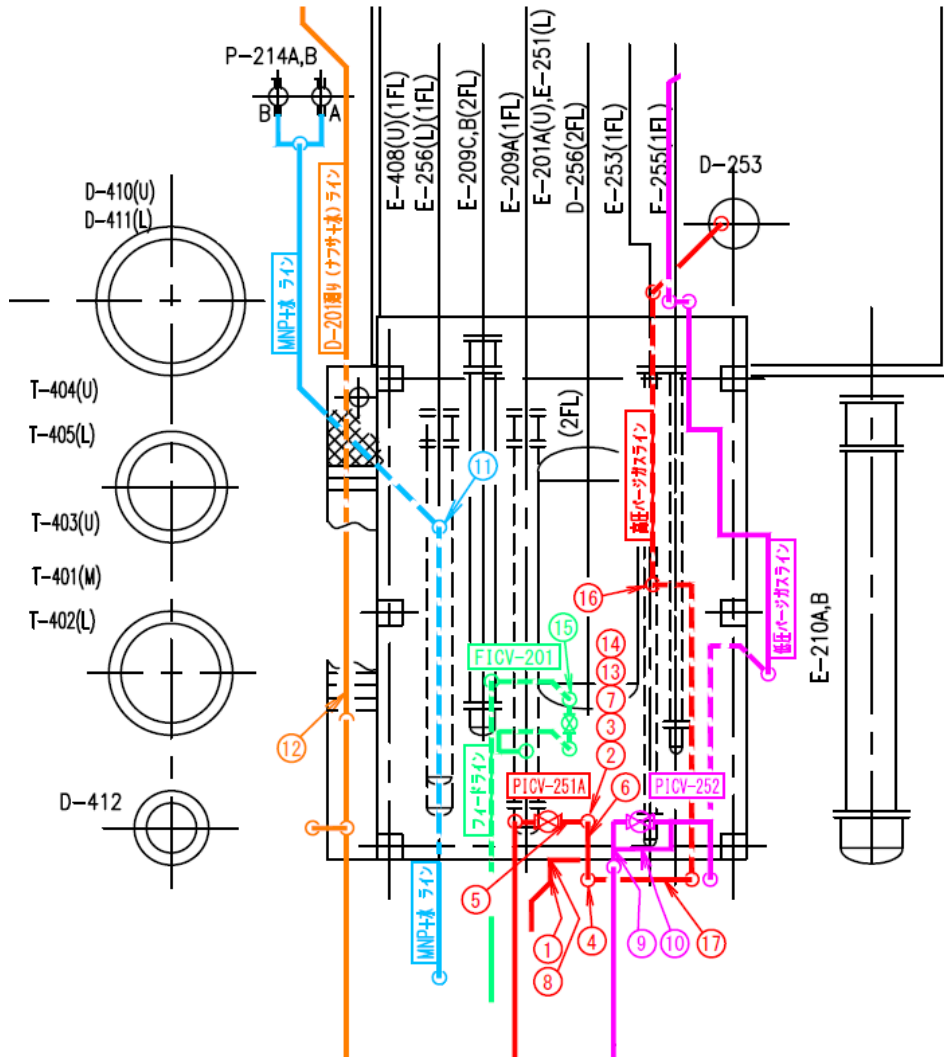 P-214A,B
B
A
E-408(U)(1FL)
E-256(L)(1FL)
E-209C,B(2FL)
E-209A(1FL)
E-201A(U),E-251(L)
D-256(2FL)
E-253(1FL)
E-255(1FL)
D-253
D-410(U)
D-411(L)
MNP+水 ライン
D-201廻り(ナフサ+水)ライン
T-404(U)
T-405(L)
(2FL)
高圧パージガスライン
11
T-403(U)
T-401(M)
T-402(L)
16
低圧パージガスライン
E-210A,B
15
FICV-201
14
13
7
3
2
6
12
フィードライン
PICV-251A
PICV-252
D-412
MNP+水 ライン
5
1
8
4
9
10
17